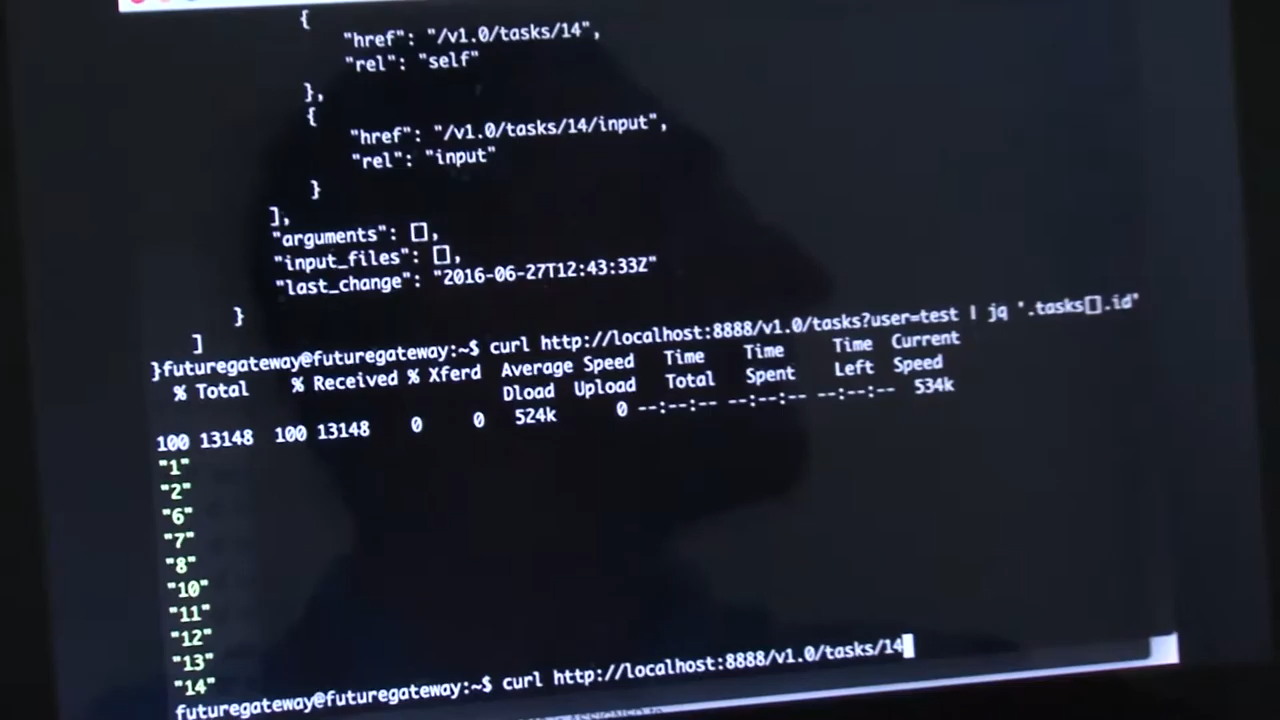 {
"href": "/v1.0/tasks/14",
"rel": "self"
},
{
"href": "/v1.0/tasks/14/input",
"rel": "input"
}
],
"arguments": [],
"input_files": [],
"last_change": "2016-06-27T12:43:33Z"
}
]
}futuregateway@futuregateway:~$ curl http://localhost:8888/v1.0/tasks?user=test | jq '.tasks[].id'
% Total % Received % Xferd Average Speed Time Time Time Current
Dload Upload Total Spent Left Speed
100 13148 100 13148 0 0 524k 0 --:--:-- --:--:-- --:--:-- 534k
"1"
"2"
"6"
"7"
"8"
"10"
"11"
"12"
"13"
"14"
futuregateway@futuregateway:~$ curl http://localhost:8888/v1.0/tasks/14